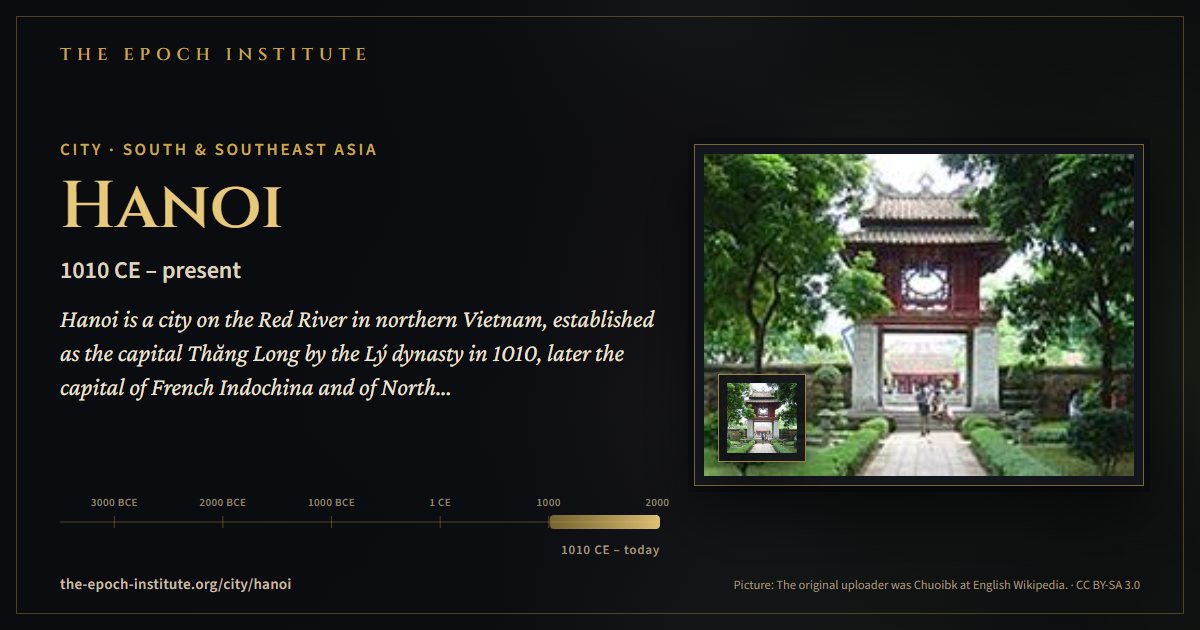 THE EPOCH INSTITUTE
CITY · SOUTH & SOUTHEAST ASIA
HANOI
1010 CE – present
Hanoi is a city on the Red River in northern Vietnam, established
as the capital Thăng Long by the Lý dynasty in 1010, later the
capital of French Indochina and of North...
3000 BCE 2000 BCE 1000 BCE 1 CE 1000 2000
1010 CE – today
the-epoch-institute.org/city/hanoi
Picture: The original uploader was Chuoibk at English Wikipedia. · CC BY-SA 3.0